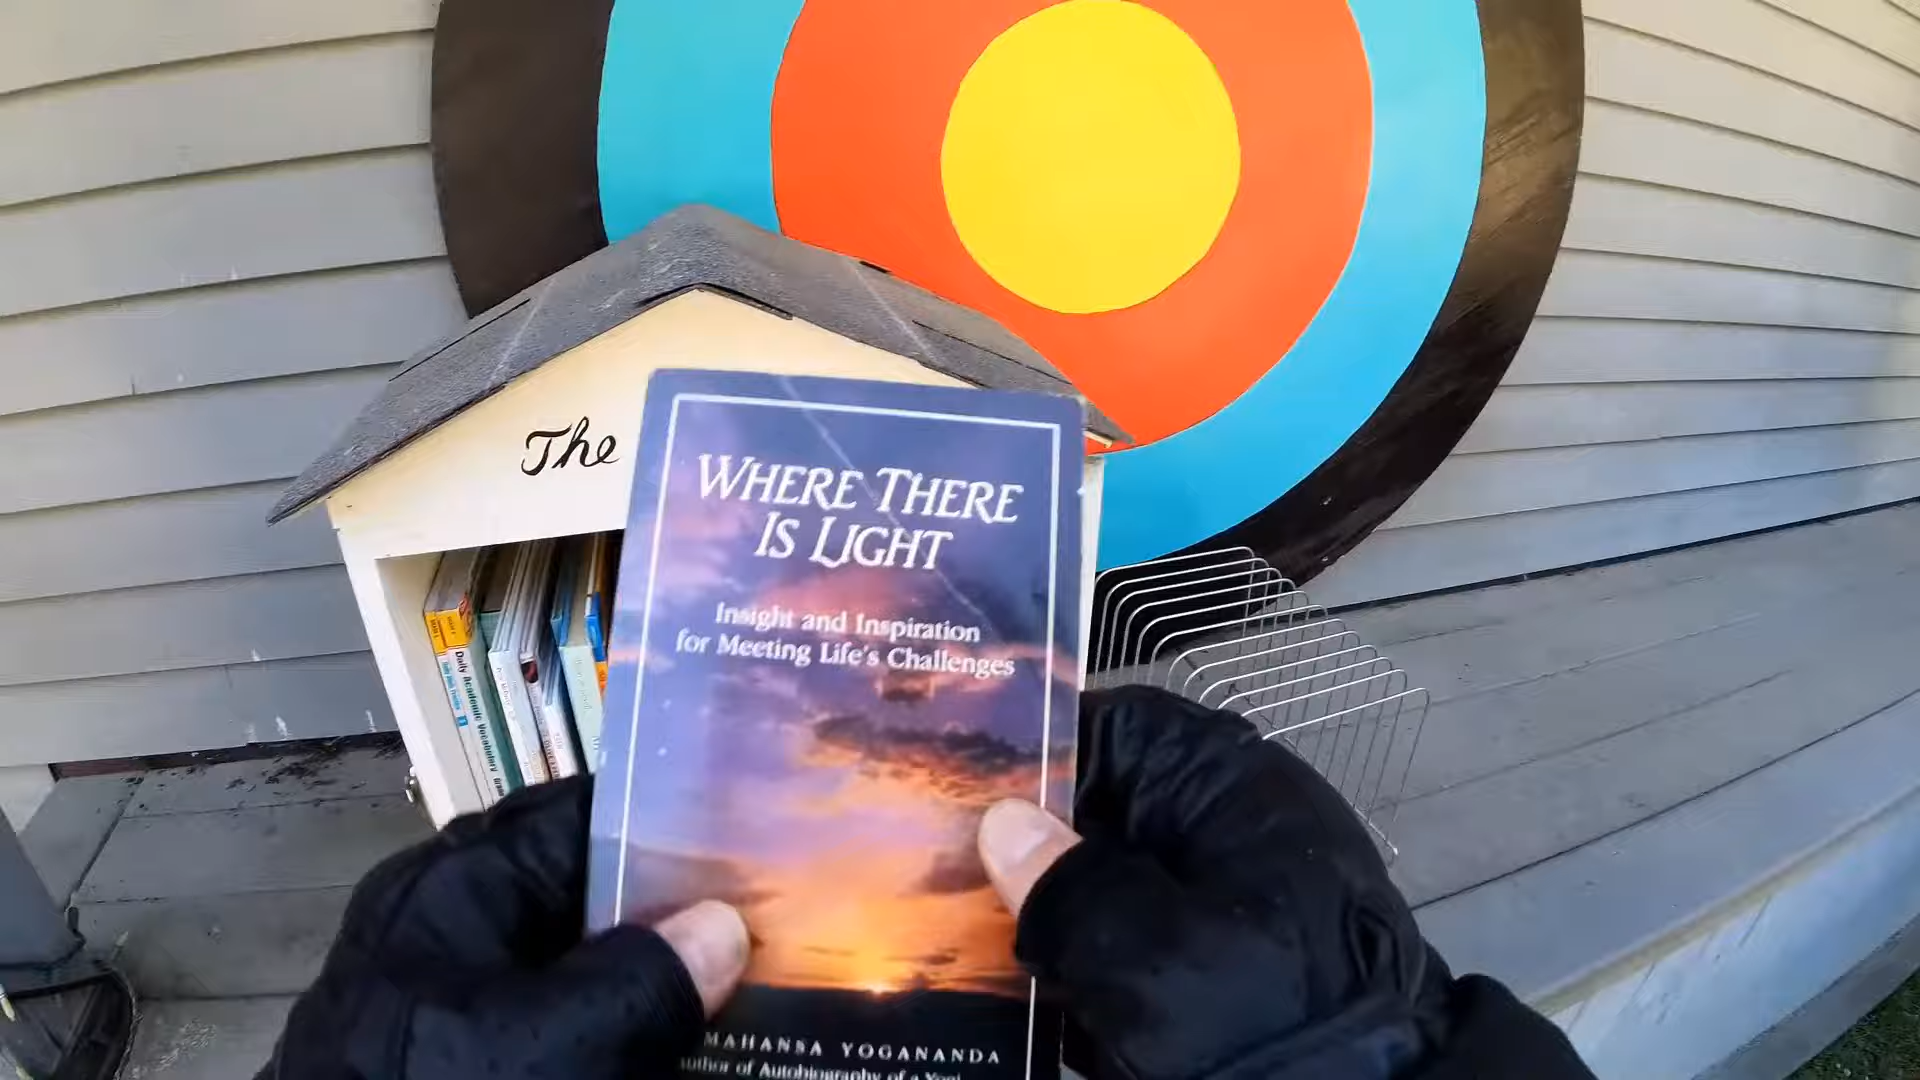 The
WHERE THERE
IS LIGHT
Insight and Inspiration
for Meeting Life's Challenges
MAHANSA YOGANANDA
Author of Autobiography of a Yogi
Daily Academic Vocabulary